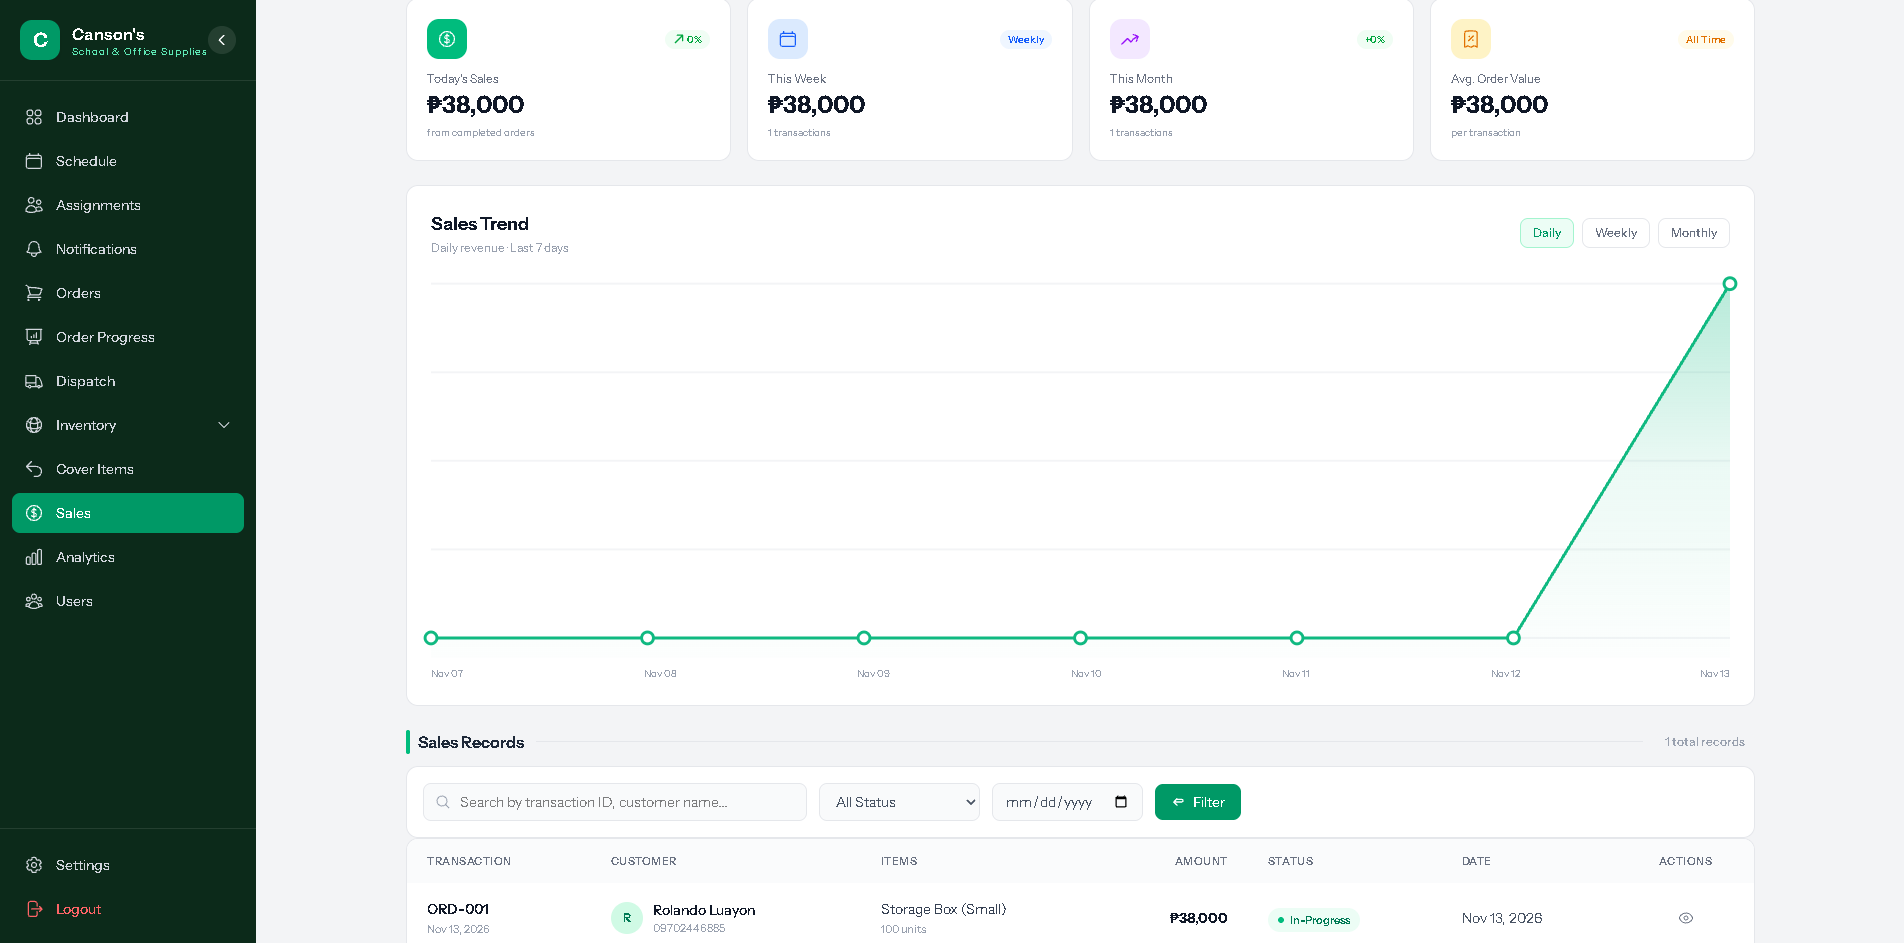 C
Canson's
School & Office Supplies
Dashboard
Schedule
Assignments
Notifications
Orders
Order Progress
Dispatch
Inventory
Cover Items
Sales
Analytics
Users
Settings
Logout
0%
Today's Sales
₱38,000
from completed orders
Weekly
This Week
₱38,000
1 transactions
+0%
This Month
₱38,000
1 transactions
All Time
Avg. Order Value
₱38,000
per transaction
Sales Trend
Daily revenue · Last 7 days
Daily Weekly Monthly
Nov 07 Nov 08 Nov 09 Nov 10 Nov 11 Nov 12 Nov 13
Sales Records
1 total records
Search by transaction ID, customer name...
All Status
mm/dd/yyyy
Filter
TRANSACTION CUSTOMER ITEMS AMOUNT STATUS DATE ACTIONS
ORD-001
Nov 13, 2026
R
Rolando Luayon
09702446885
Storage Box (Small)
100 units
₱38,000
In-Progress
Nov 13, 2026